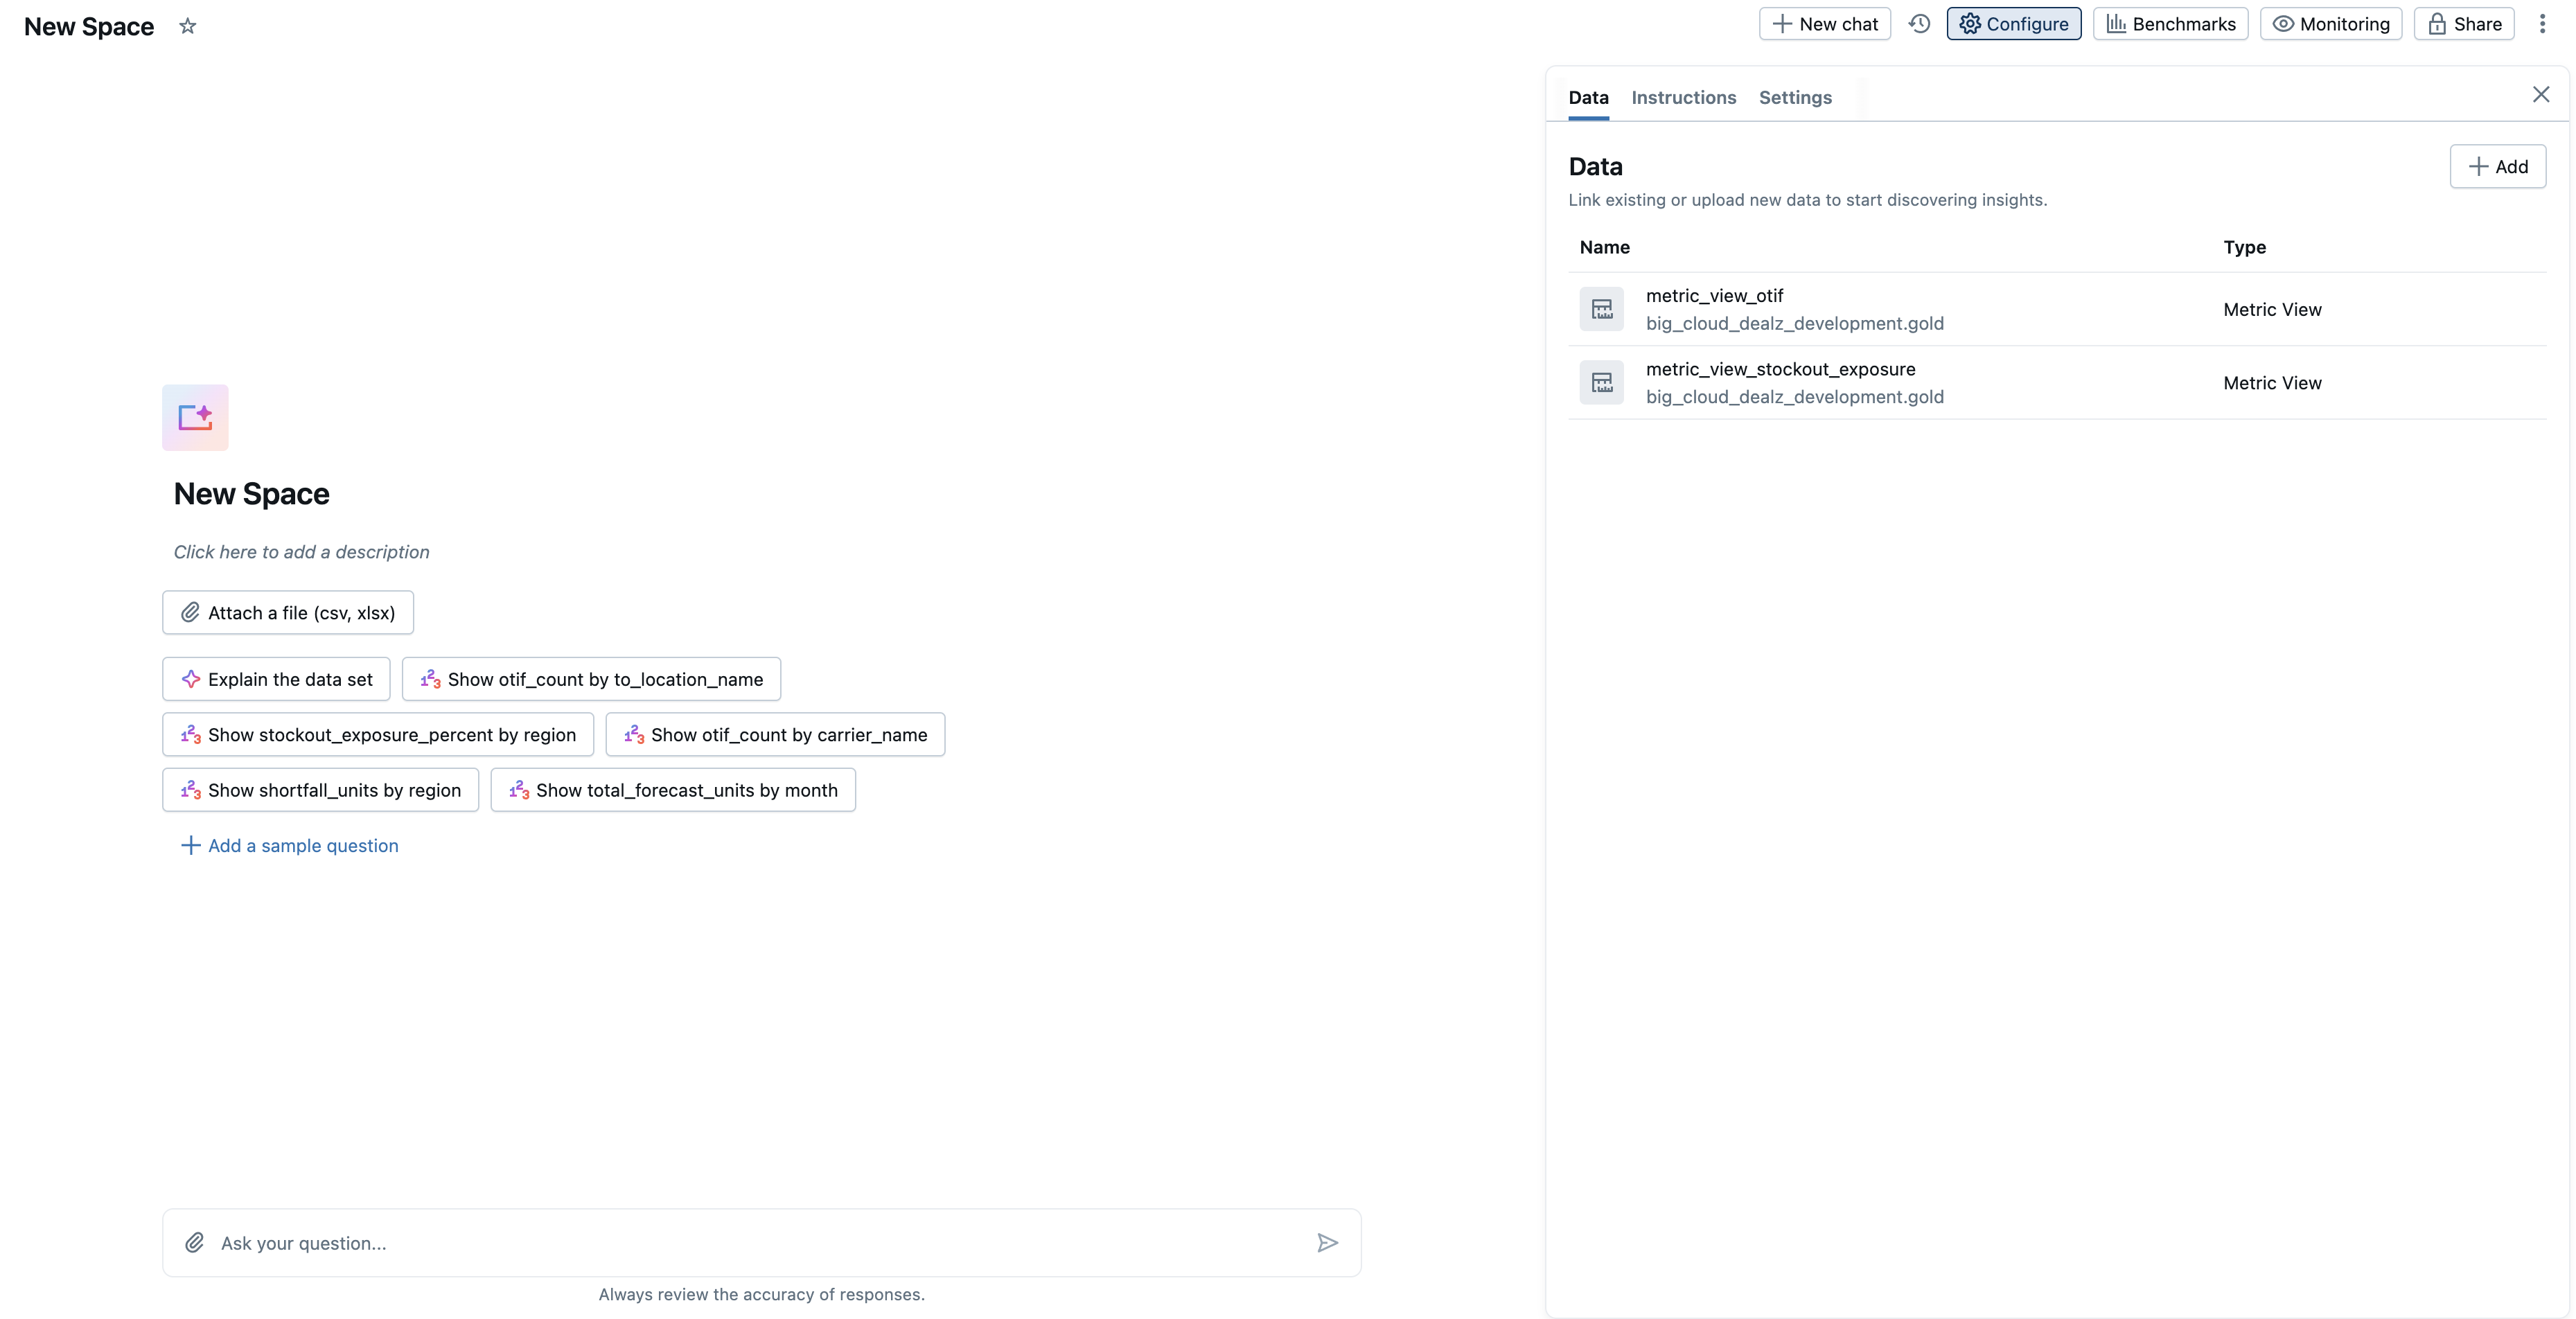 New Space
New chat
Configure
Benchmarks
Monitoring
Share
Data
Instructions
Settings
Data
Add
Link existing or upload new data to start discovering insights.
Name
Type
metric_view_otif
big_cloud_dealz_development.gold
Metric View
metric_view_stockout_exposure
big_cloud_dealz_development.gold
Metric View
New Space
Click here to add a description
Attach a file (csv, xlsx)
Explain the data set
Show otif_count by to_location_name
Show stockout_exposure_percent by region
Show otif_count by carrier_name
Show shortfall_units by region
Show total_forecast_units by month
Add a sample question
Ask your question...
Always review the accuracy of responses.